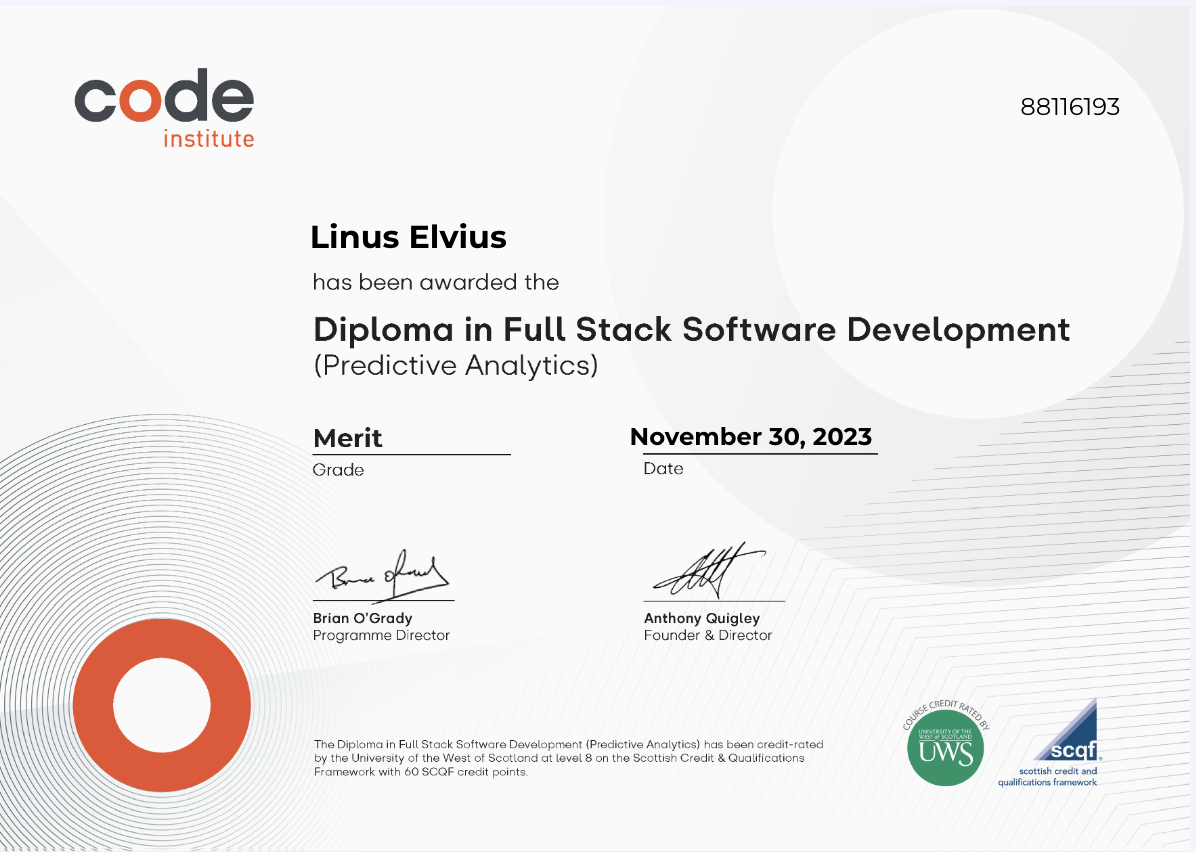 code
institute
88116193
Linus Elvius
has been awarded the
Diploma in Full Stack Software Development
(Predictive Analytics)
Merit
Grade
November 30, 2023
Date
Brian O'Grady
Programme Director
Anthony Quigley
Founder & Director
The Diploma in Full Stack Software Development (Predictive Analytics) has been credit-rated
by the University of the West of Scotland at level 8 on the Scottish Credit & Qualifications
Framework with 60 SCQF credit points.
COURSE CREDIT RATED BY
UNIVERSITY OF THE
WEST of SCOTLAND
UWS
scqf
scottish credit and
qualifications framework